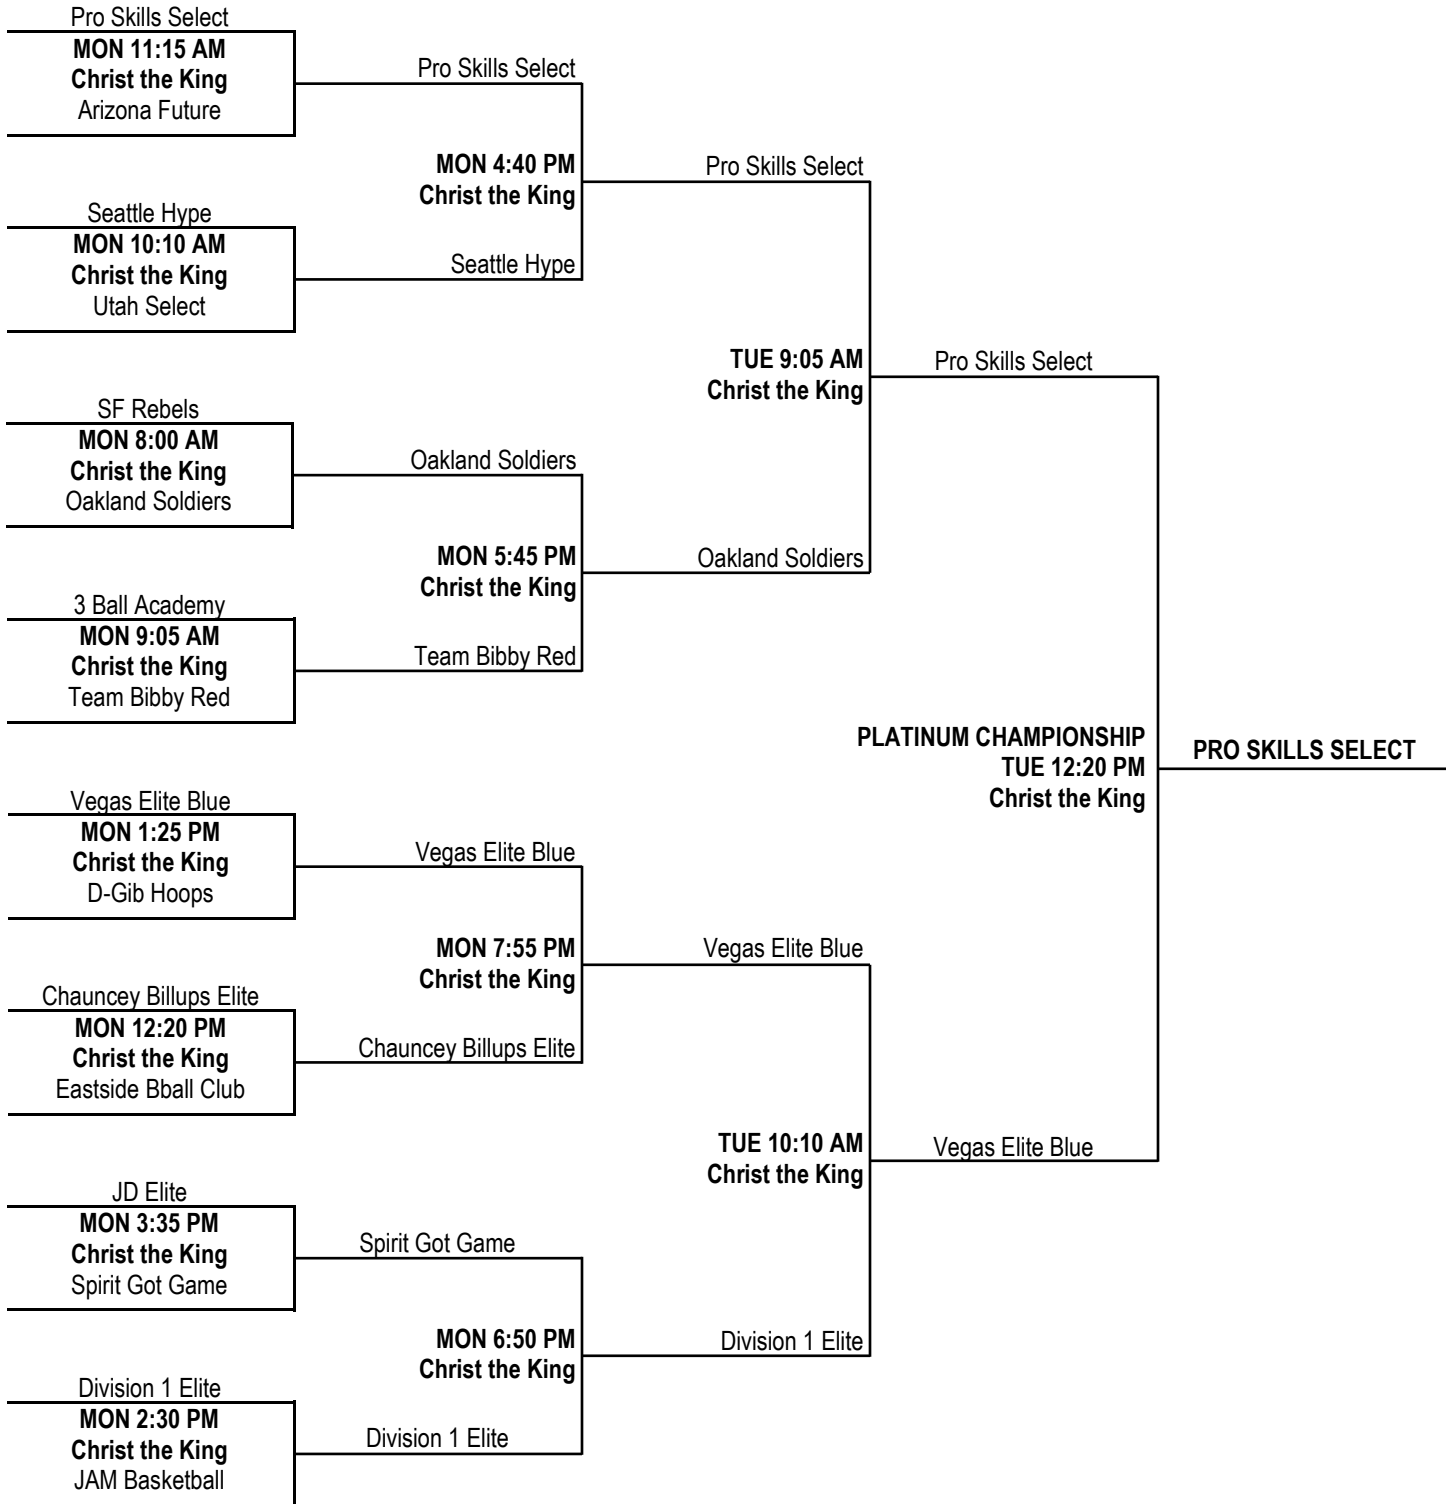 Pro Skills Select
MON 11:15 AM
Christ the King
Arizona Future
Seattle Hype
MON 10:10 AM
Christ the King
Utah Select
SF Rebels
MON 8:00 AM
Christ the King
Oakland Soldiers
3 Ball Academy
MON 9:05 AM
Christ the King
Team Bibby Red
Vegas Elite Blue
MON 1:25 PM
Christ the King
D-Gib Hoops
Chauncey Billups Elite
MON 12:20 PM
Christ the King
Eastside Bball Club
JD Elite
MON 3:35 PM
Christ the King
Spirit Got Game
Division 1 Elite
MON 2:30 PM
Christ the King
JAM Basketball
Pro Skills Select
MON 4:40 PM
Christ the King
Seattle Hype
Oakland Soldiers
MON 5:45 PM
Christ the King
Team Bibby Red
Vegas Elite Blue
MON 7:55 PM
Christ the King
Chauncey Billups Elite
Spirit Got Game
MON 6:50 PM
Christ the King
Division 1 Elite
Pro Skills Select
TUE 9:05 AM
Christ the King
Oakland Soldiers
Vegas Elite Blue
TUE 10:10 AM
Christ the King
Division 1 Elite
Pro Skills Select
PLATINUM CHAMPIONSHIP
TUE 12:20 PM
Christ the King
Vegas Elite Blue
PRO SKILLS SELECT